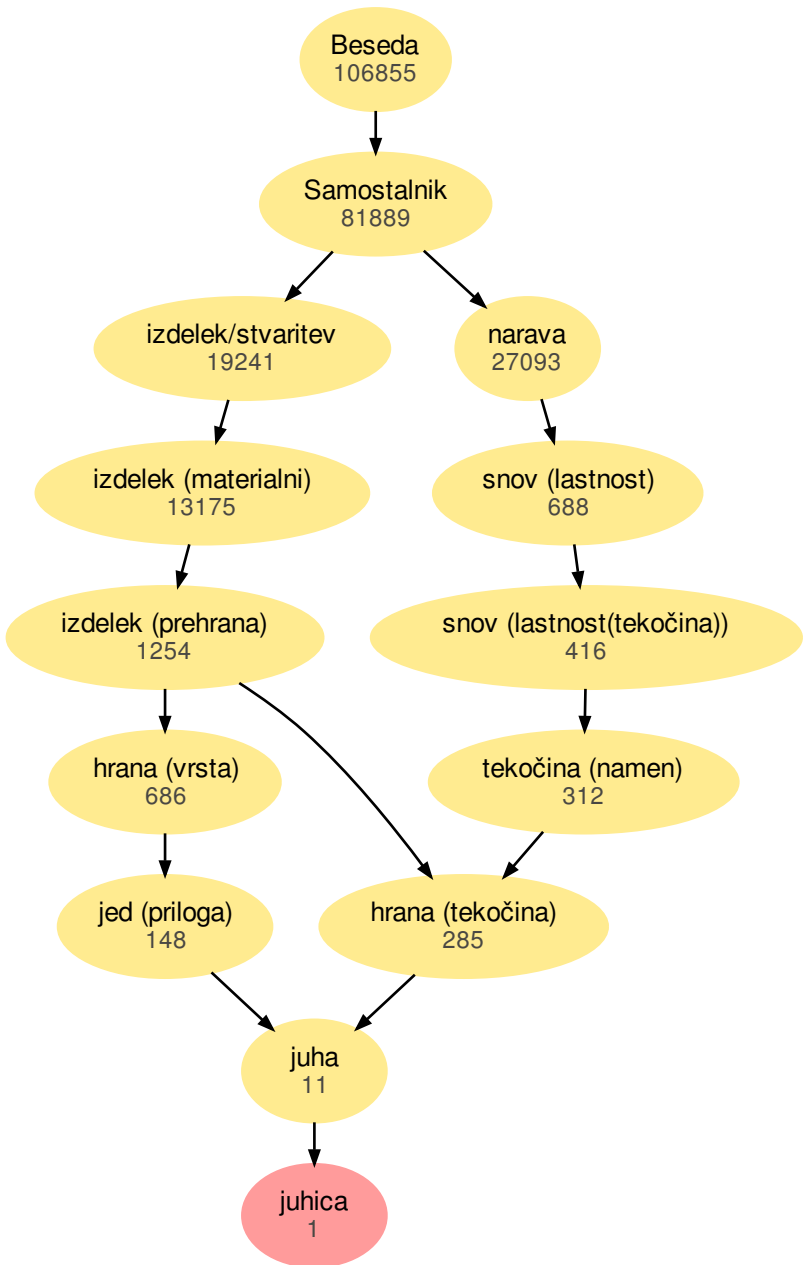 Beseda
106855
Samostalnik
81889
izdelek/stvaritev
19241
narava
27093
izdelek (materialni)
13175
snov (lastnost)
688
izdelek (prehrana)
1254
snov (lastnost(tekočina))
416
hrana (vrsta)
686
tekočina (namen)
312
jed (priloga)
148
hrana (tekočina)
285
juha
11
juhica
1